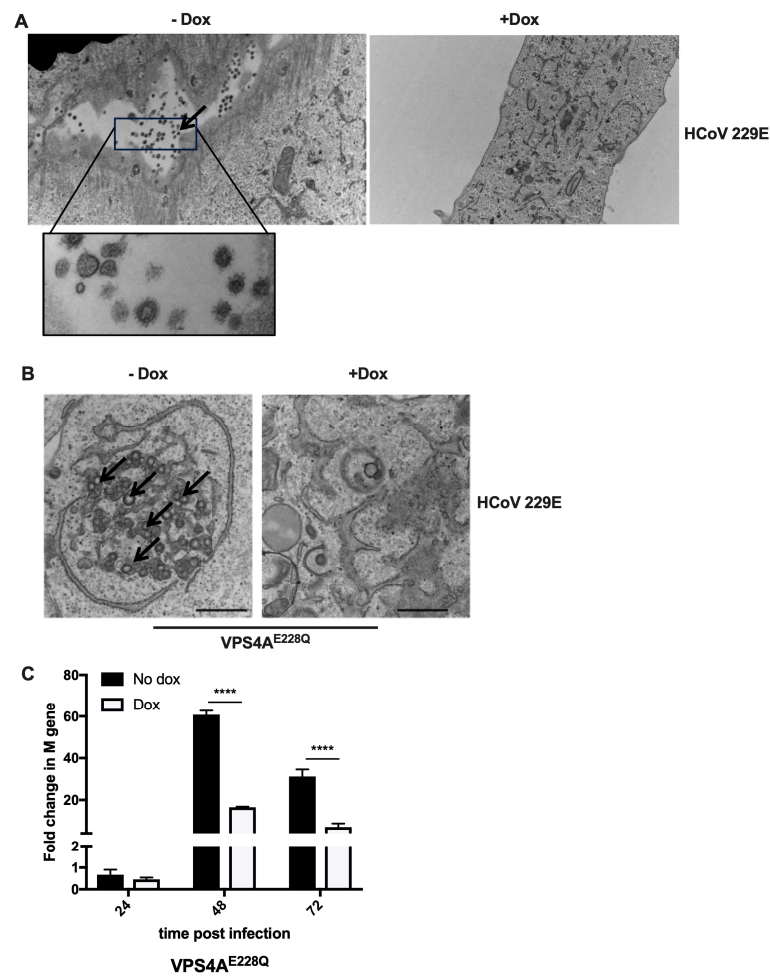 A
- Dox
+Dox
HCoV 229E
B
- Dox
+Dox
HCoV 229E
VPS4A^E228Q
C
No dox
Dox
Fold change in M gene
80
60
40
20
2
1
0
****
****
24
48
72
time post infection
VPS4A^E228Q